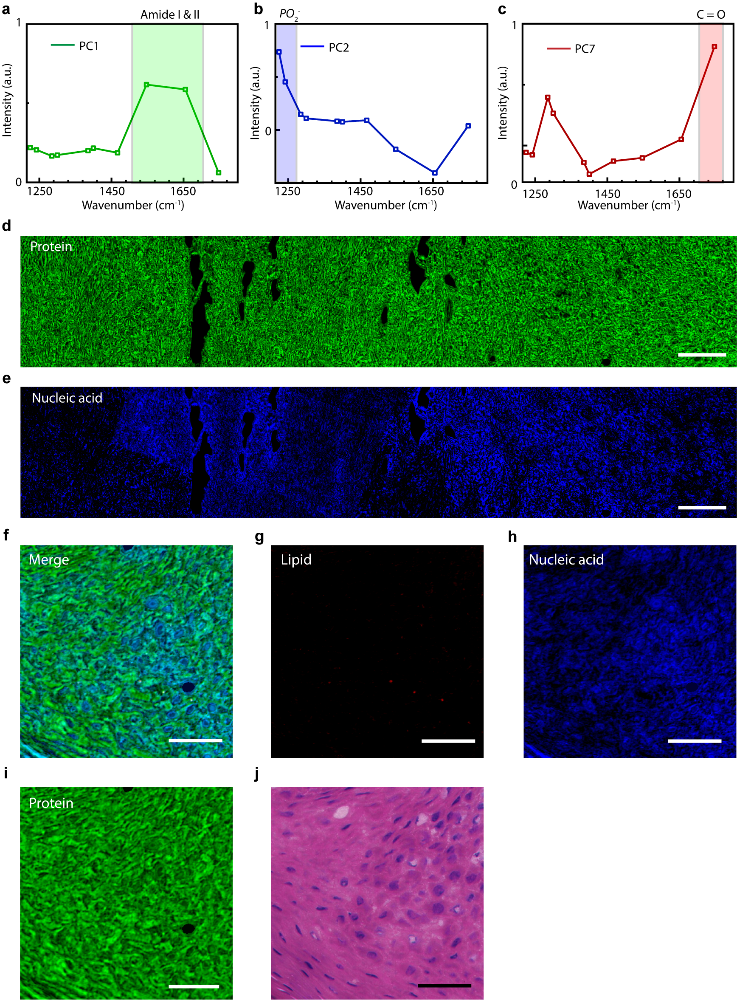 a
Amide I & II
1
PC1
Intensity (a.u.)
0
1250 1450 1650
Wavenumber (cm⁻¹)
b
PO₂⁻
1
PC2
Intensity (a.u.)
0
1250 1450 1650
Wavenumber (cm⁻¹)
c
C = O
1
PC7
Intensity (a.u.)
0
1250 1450 1650
Wavenumber (cm⁻¹)
d
Protein
e
Nucleic acid
f
Merge
g
Lipid
h
Nucleic acid
i
Protein
j